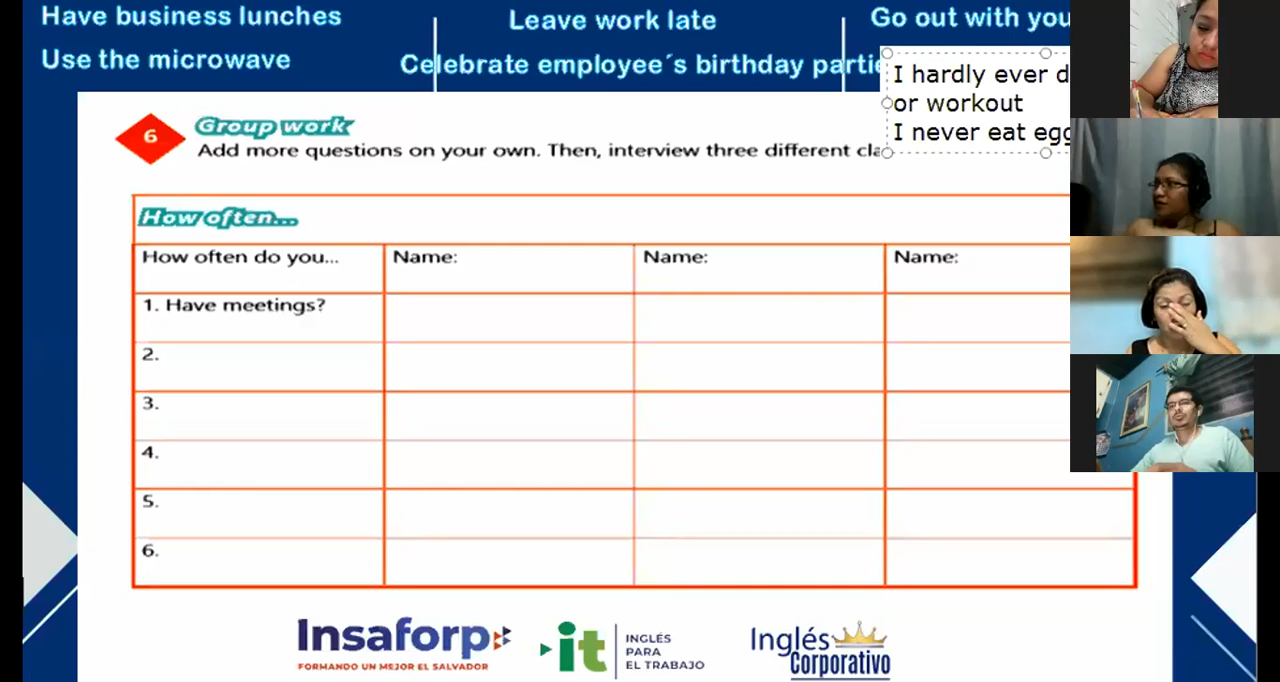 Have business lunches
Leave work late
Go out with you
Use the microwave
Celebrate employee´s birthday
I hardly ever
or workout
I never eat
6
Group work
Add more questions on your own. Then, interview three different
How often...
How often do you...
Name:
Name:
Name:
1. Have meetings?
2.
3.
4.
5.
6.
Insaforp
FORMANDO UN MEJOR EL SALVADOR
it
INGLÉS
PARA
EL TRABAJO
Inglés
Corporativo